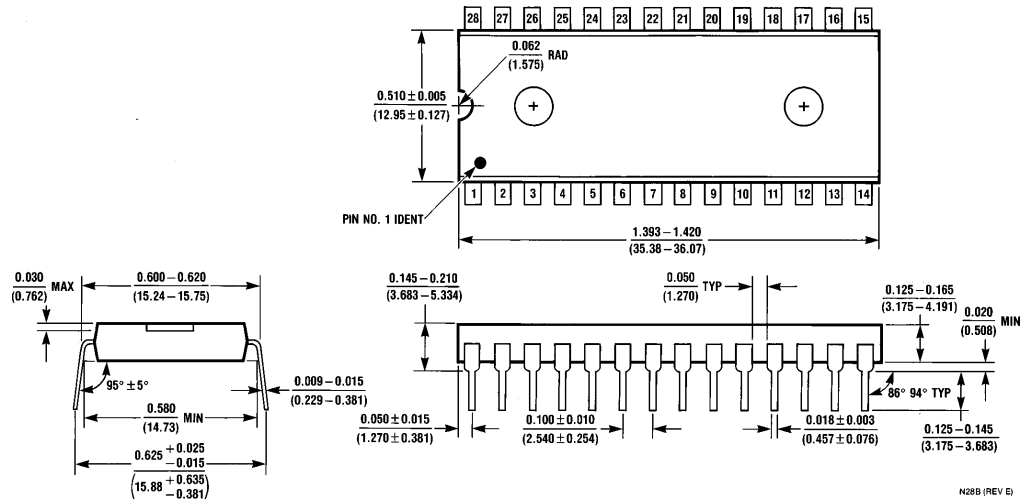 28 27 26 25 24 23 22 21 20 19 18 17 16 15
0.062
(1.575)
RAD
0.510 ± 0.005
(12.95 ± 0.127)
PIN NO. 1 IDENT
1 2 3 4 5 6 7 8 9 10 11 12 13 14
1.393 – 1.420
(35.38 – 36.07)
0.030
(0.762)
MAX
0.600 – 0.620
(15.24 – 15.75)
0.145 – 0.210
(3.683 – 5.334)
0.050
(1.270)
TYP
0.125 – 0.165
(3.175 – 4.191)
0.020
(0.508)
MIN
95° ± 5°
0.009 – 0.015
(0.229 – 0.381)
86° 94° TYP
0.580
(14.73)
MIN
0.050 ± 0.015
(1.270 ± 0.381)
0.100 ± 0.010
(2.540 ± 0.254)
0.018 ± 0.003
(0.457 ± 0.076)
0.125 – 0.145
(3.175 – 3.683)
0.625 +0.025
-0.015
(15.88 +0.635
-0.381)
N28B (REV E)